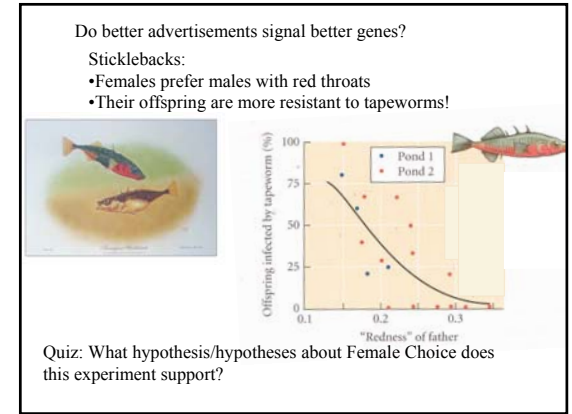 Do better advertisements signal better genes?
Sticklebacks:
•Females prefer males with red throats
•Their offspring are more resistant to tapeworms!
Offspring infected by tapeworm (%)
100
75
50
25
0
Pond 1
Pond 2
0.1
0.2
0.3
"Redness" of father
Quiz: What hypothesis/hypotheses about Female Choice does
this experiment support?